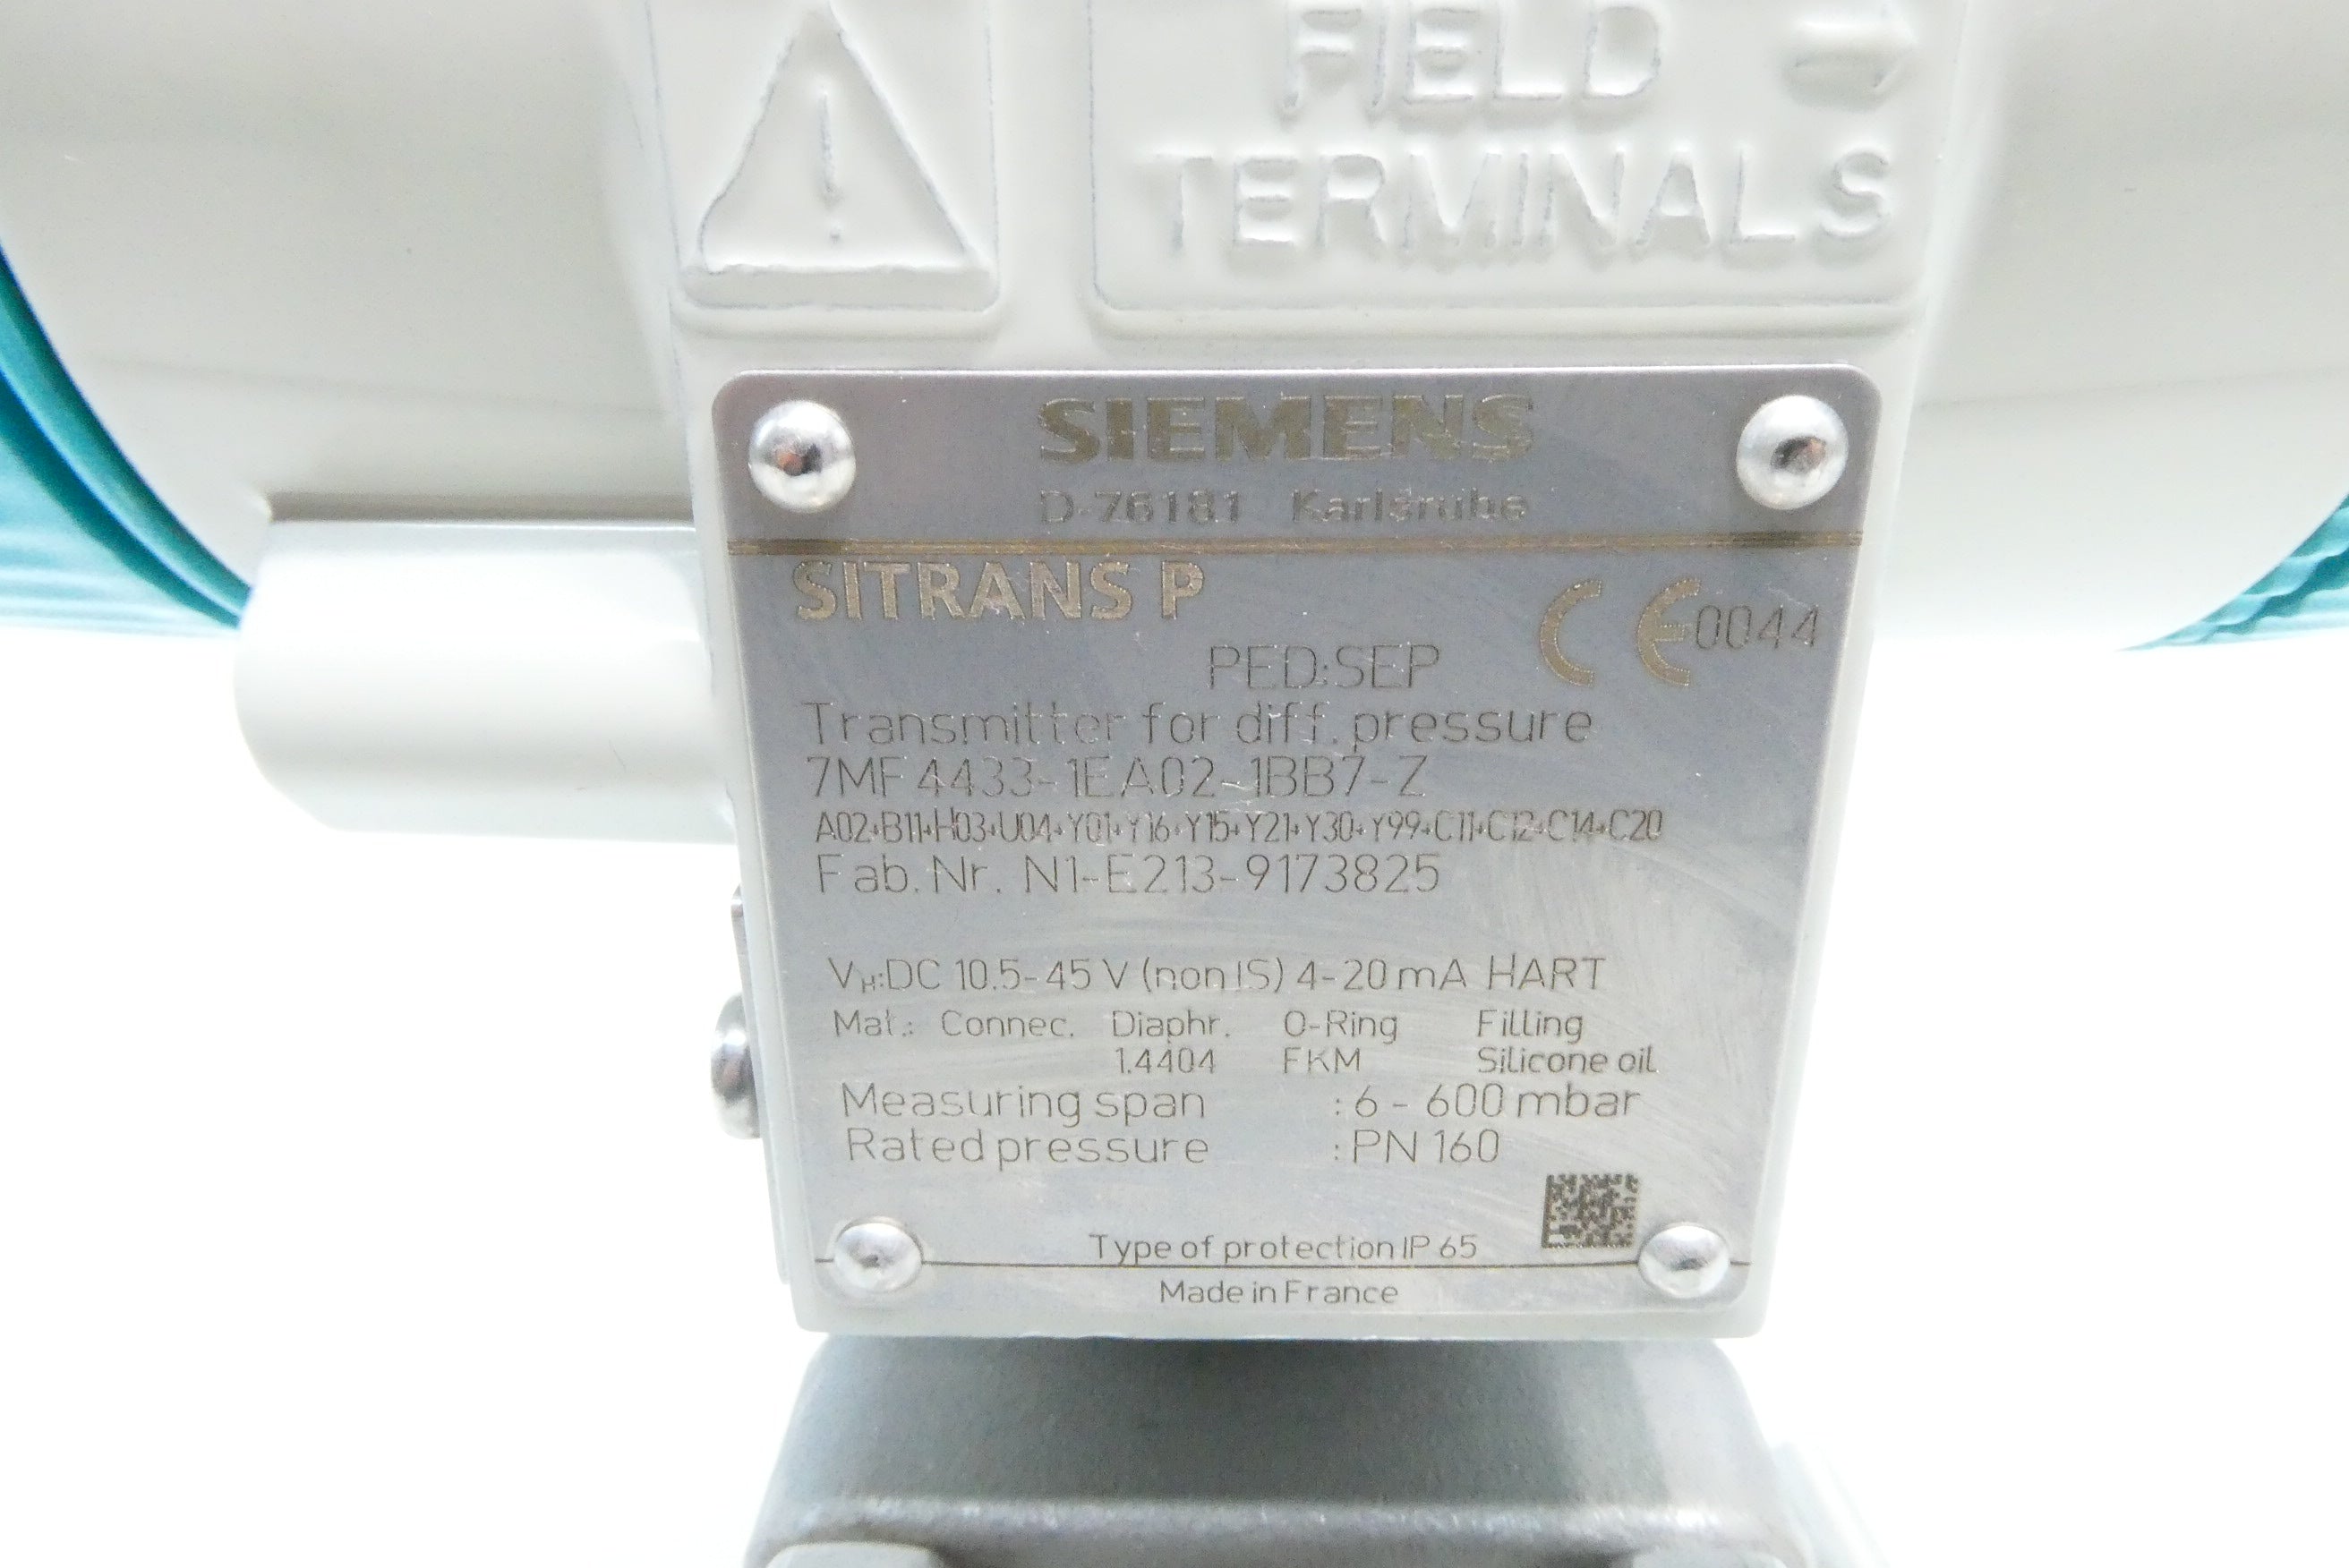 FIELD →
TERMINALS
SIEMENS
D-76181 Karlsruhe
SITRANS P
CE 0044
PED:SEP
Transmitter for diff. pressure
7MF4433-1EA02-1BB7-Z
A02+B11+H03+U04+Y01+Y16+Y15+Y21+Y30+Y99+C11+C12+C14+C20
Fab. Nr. N1-E213-9173825
VH:DC 10.5-45 V (non IS) 4-20 mA HART
Mat.: Connec. Diaphr. O-Ring Filling
1.4404 FKM Silicone oil
Measuring span : 6 - 600 mbar
Rated pressure : PN 160
Type of protection IP 65
Made in France